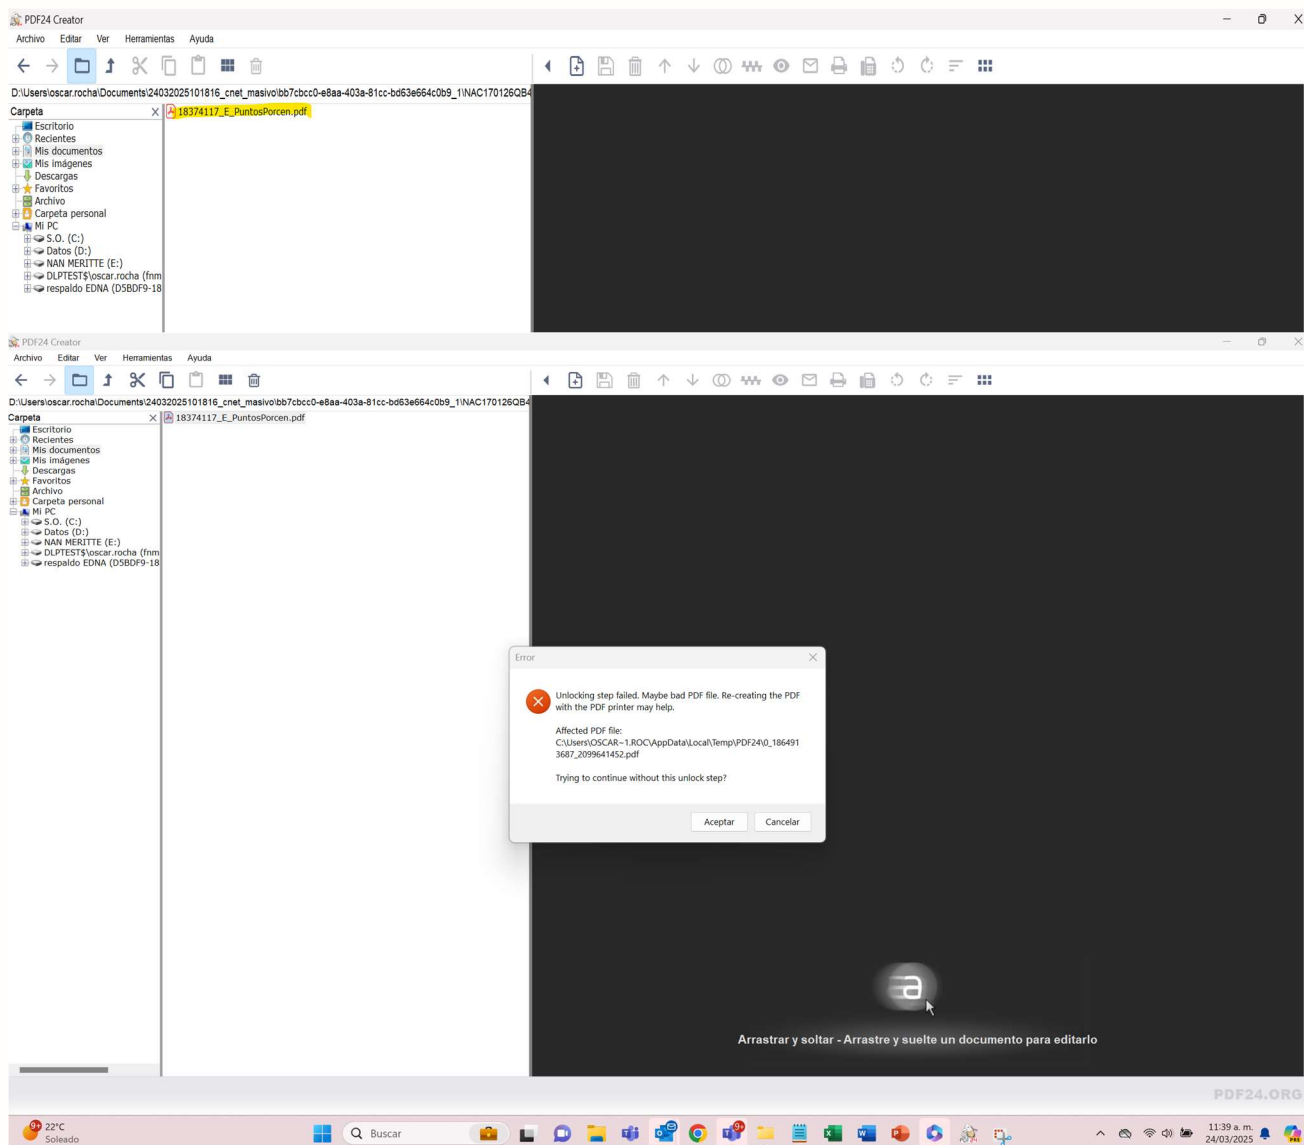 PDF24 Creator
Archivo Editar Ver Herramientas Ayuda
D:\Users\oscar.rocha\Documents\24032025101816_cnet_masivo\bb7cbcc0-e8aa-403a-81cc-bd63e664c0b9_1\NAC170126QB4
Carpeta
18374117_E_PuntosPorcen.pdf
Escritorio
Recientes
Mis documentos
Mis imágenes
Descargas
Favoritos
Archivo
Carpeta personal
Mi PC
S.O. (C:)
Datos (D:)
NAN MERITTE (E:)
DLPTEST$\oscar.rocha (fnm
respaldo EDNA (D5BDF9-18
PDF24 Creator
Archivo Editar Ver Herramientas Ayuda
D:\Users\oscar.rocha\Documents\24032025101816_cnet_masivo\bb7cbcc0-e8aa-403a-81cc-bd63e664c0b9_1\NAC170126QB4
Carpeta
18374117_E_PuntosPorcen.pdf
Escritorio
Recientes
Mis documentos
Mis imágenes
Descargas
Favoritos
Archivo
Carpeta personal
Mi PC
S.O. (C:)
Datos (D:)
NAN MERITTE (E:)
DLPTEST$\oscar.rocha (fnm
respaldo EDNA (D5BDF9-18
Error
Unlocking step failed. Maybe bad PDF file. Re-creating the PDF
with the PDF printer may help.
Affected PDF file:
C:\Users\OSCAR~1.ROC\AppData\Local\Temp\PDF24\0_186491
3687_2099641452.pdf
Trying to continue without this unlock step?
Aceptar Cancelar
a
Arrastrar y soltar - Arrastre y suelte un documento para editarlo
PDF24.ORG
9+
22°C
Soleado
Buscar
9+
11:39 a. m.
24/03/2025